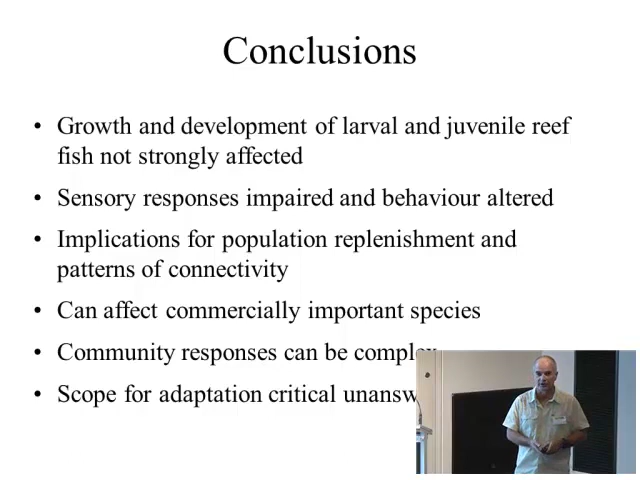 Conclusions
• Growth and development of larval and juvenile reef
fish not strongly affected
• Sensory responses impaired and behaviour altered
• Implications for population replenishment and
patterns of connectivity
• Can affect commercially important species
• Community responses can be complex
• Scope for adaptation critical